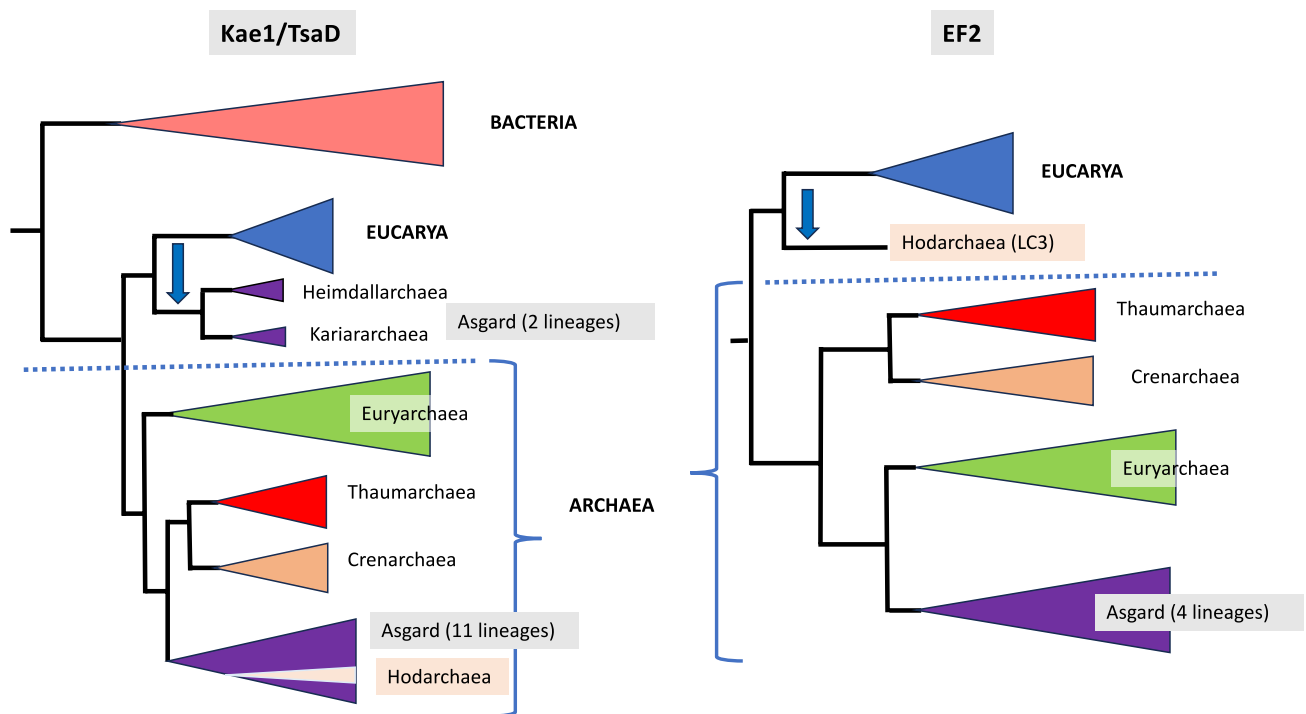 Kae1/TsaD
BACTERIA
EUCARYA
Heimdallarchaea
Kariararchaea
Asgard (2 lineages)
Euryarchaea
Thaumarchaea
Crenarchaea
ARCHAEA
Asgard (11 lineages)
Hodarchaea
EF2
EUCARYA
Hodarchaea (LC3)
Thaumarchaea
Crenarchaea
Euryarchaea
Asgard (4 lineages)